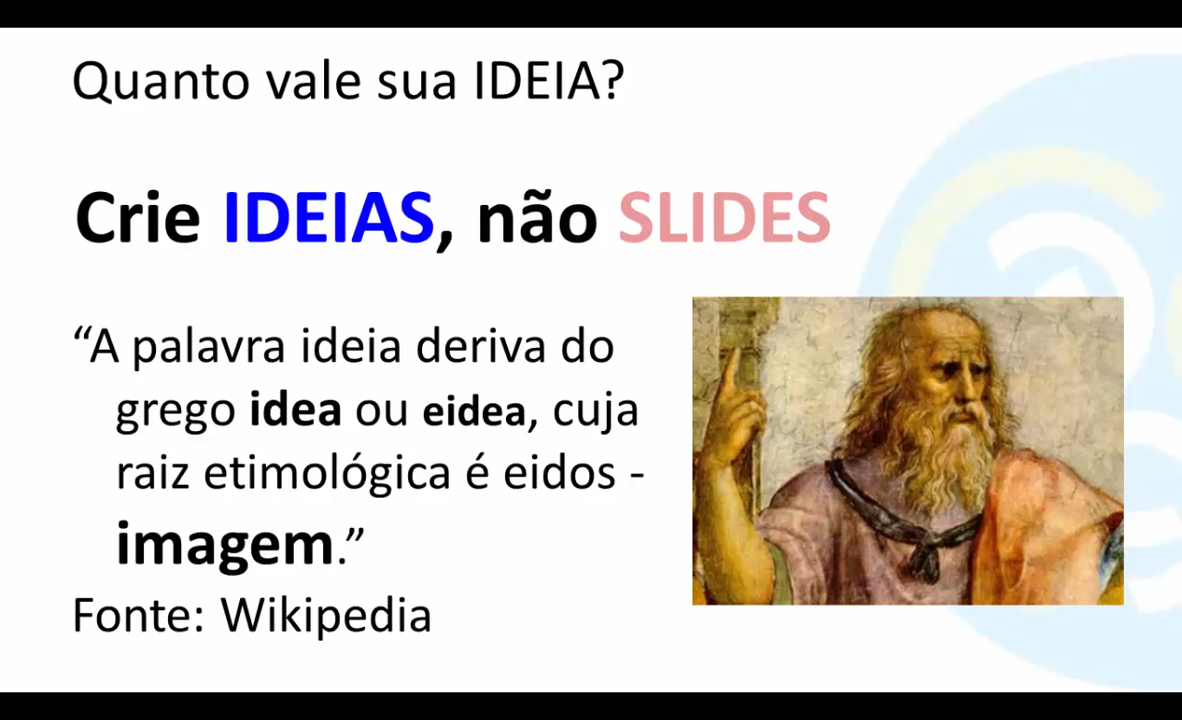 Quanto vale sua IDEIA?
Crie IDEIAS, não SLIDES
“A palavra ideia deriva do
grego idea ou eidea, cuja
raiz etimológica é eidos -
imagem.”
Fonte: Wikipedia